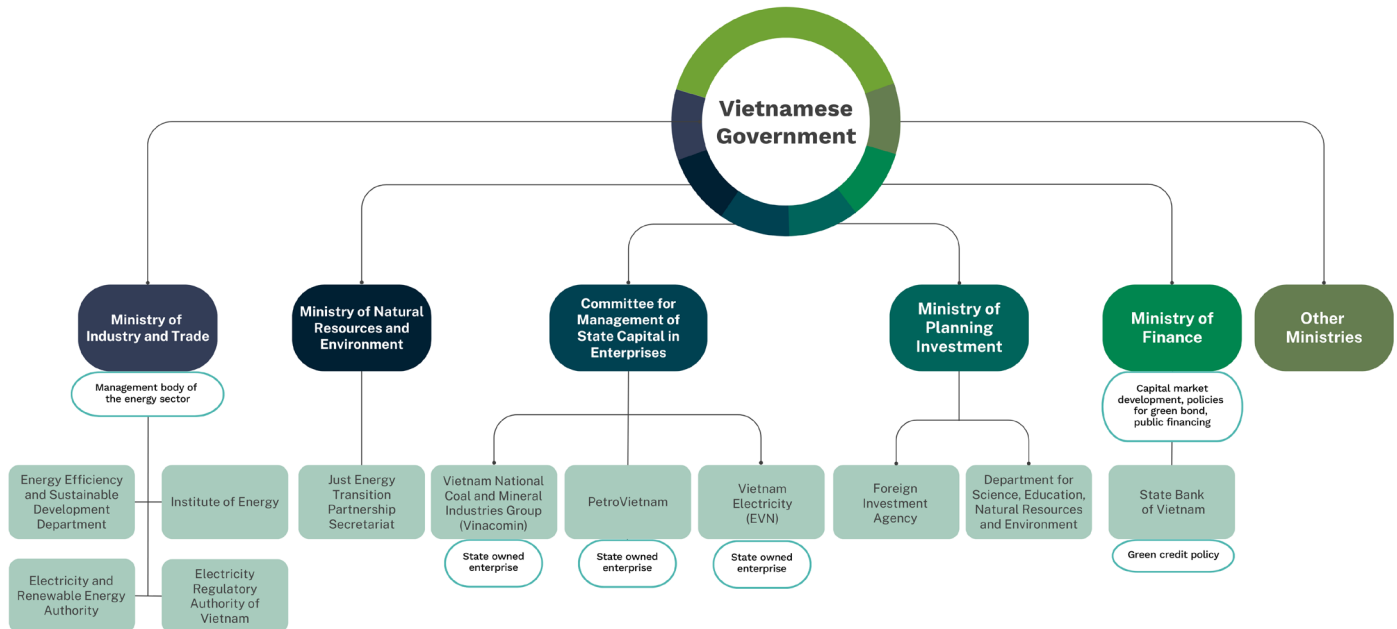 Vietnamese
Government
Ministry of
Industry and Trade
Ministry of Natural
Resources and
Environment
Committee for
Management of
State Capital in
Enterprises
Ministry of
Planning
Investment
Ministry of
Finance
Other
Ministries
Management body of
the energy sector
Capital market
development, policies
for green bond,
public financing
Energy Efficiency
and Sustainable
Development
Department
Institute of Energy
Just Energy
Transition
Partnership
Secretariat
Vietnam National
Coal and Mineral
Industries Group
(Vinacomin)
PetroVietnam
Vietnam
Electricity
(EVN)
Foreign
Investment
Agency
Department for
Science, Education,
Natural Resources
and Environment
State Bank
of Vietnam
State owned
enterprise
State owned
enterprise
State owned
enterprise
Green credit policy
Electricity and
Renewable Energy
Authority
Electricity
Regulatory
Authority of
Vietnam